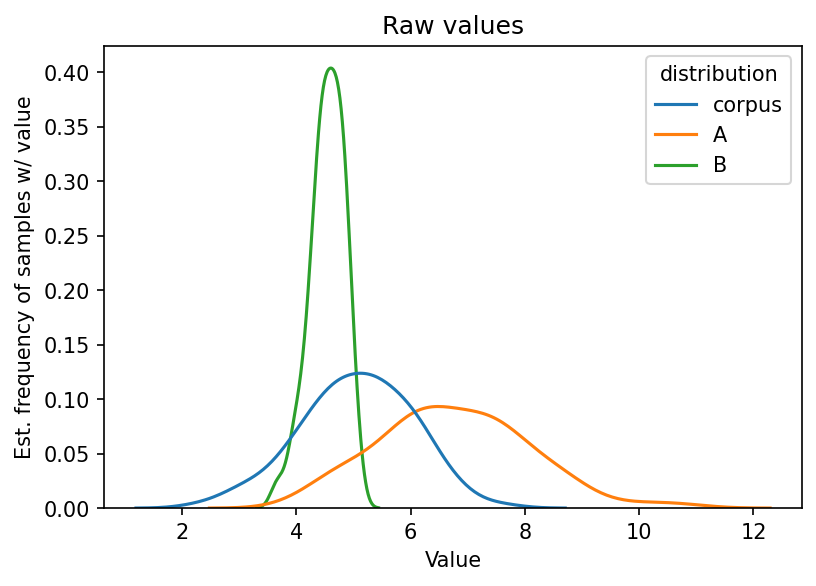 Raw values
distribution
corpus
A
B
Est. frequency of samples w/ value
0.40
0.35
0.30
0.25
0.20
0.15
0.10
0.05
0.00
2 4 6 8 10 12
Value